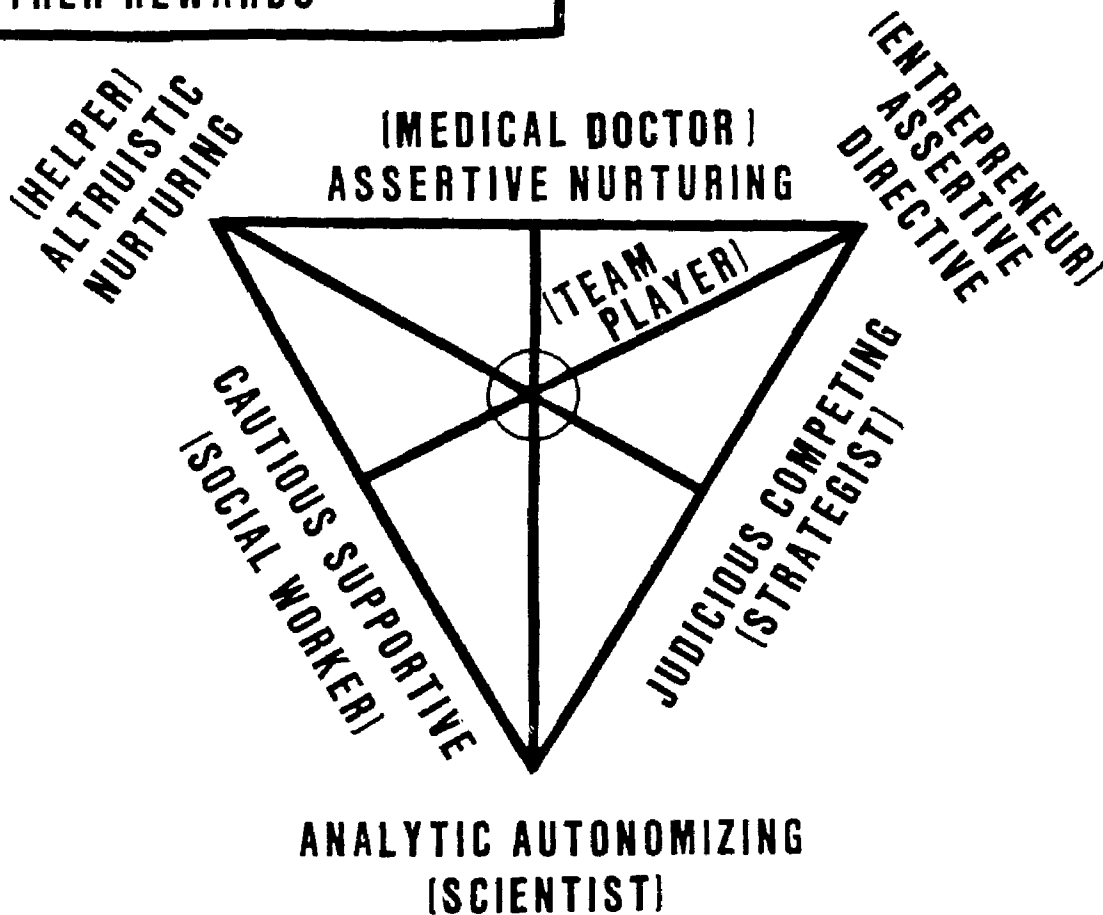 REWARDS
(HELPER)
ALTRUISTIC
NURTURING
(MEDICAL DOCTOR)
ASSERTIVE NURTURING
(ENTREPRENEUR)
ASSERTIVE
DIRECTIVE
(TEAM
PLAYER)
CAUTIOUS SUPPORTIVE
(SOCIAL WORKER)
JUDICIOUS COMPETING
(STRATEGIST)
ANALYTIC AUTONOMIZING
(SCIENTIST)